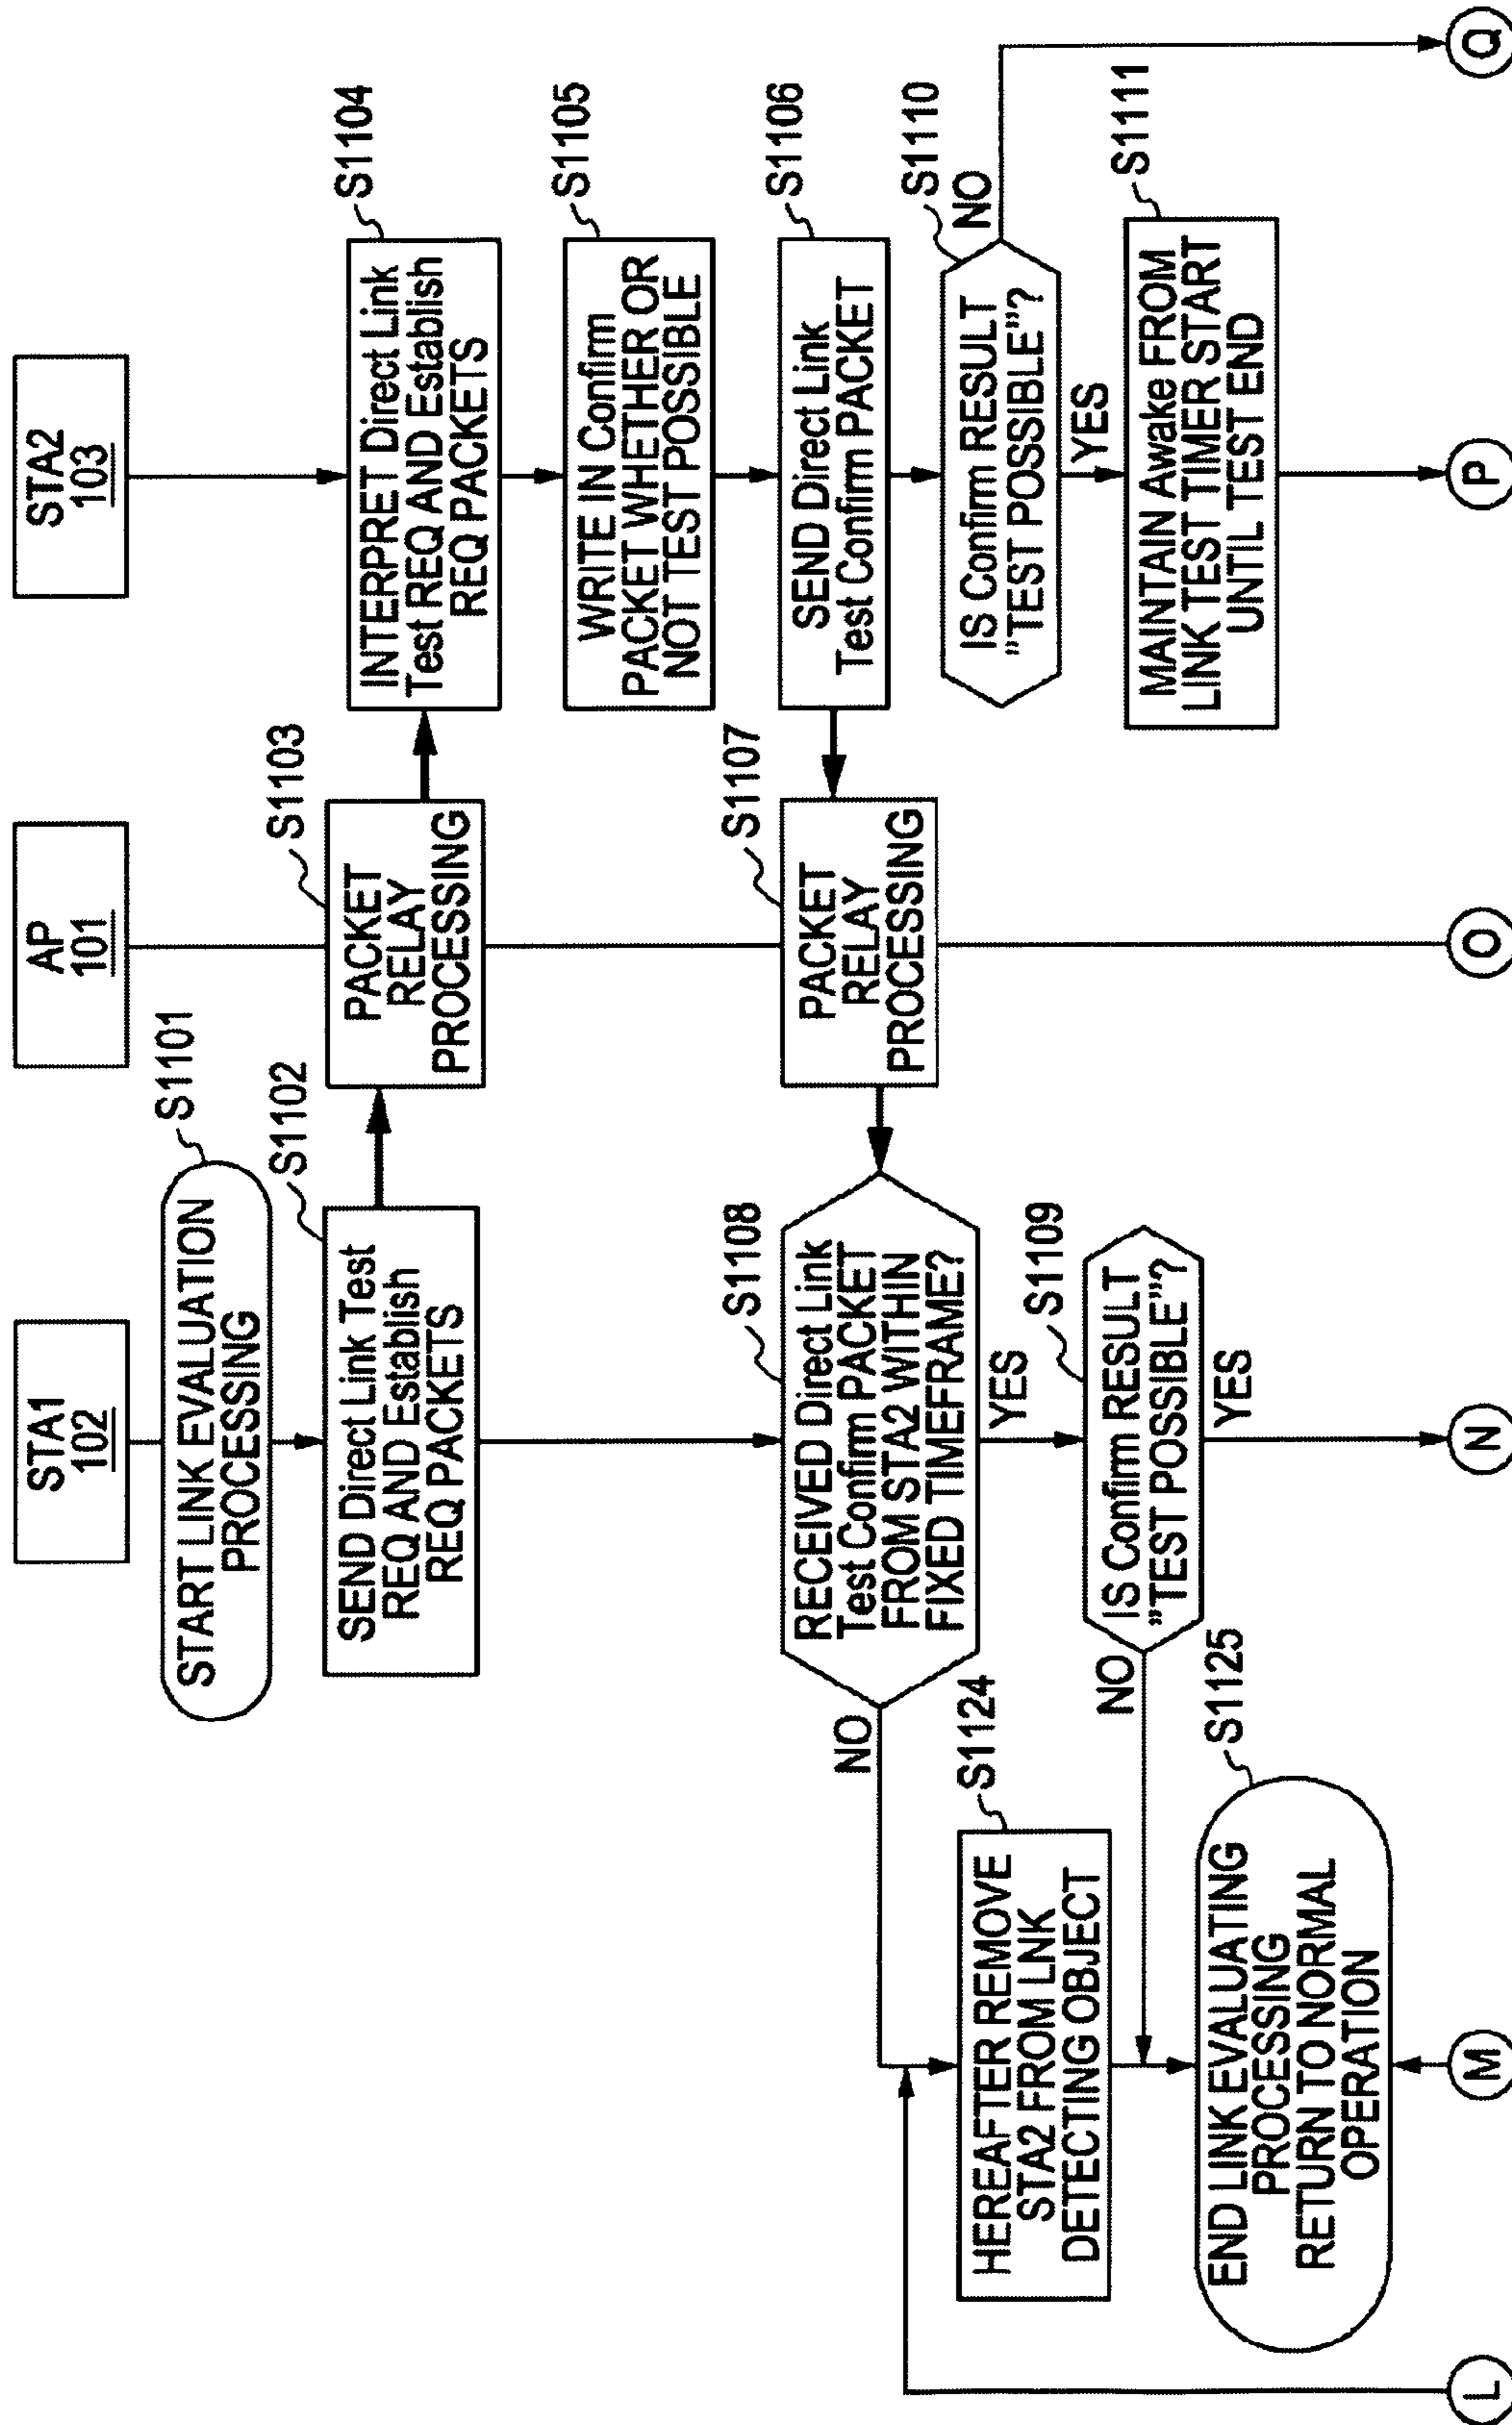 STA1
102
AP
101
STA2
103
START LINK EVALUATION
PROCESSING
S1101
SEND Direct Link Test
REQ AND Establish
REQ PACKETS
S1102
PACKET
RELAY
PROCESSING
S1103
INTERPRET Direct Link
Test REQ AND Establish
REQ PACKETS
S1104
WRITE IN Confirm
PACKET WHETHER OR
NOT TEST POSSIBLE
S1105
SEND Direct Link
Test Confirm PACKET
S1106
PACKET
RELAY
PROCESSING
S1107
RECEIVED Direct Link
Test Confirm PACKET
FROM STA2 WITHIN
FIXED TIMEFRAME?
S1108
NO
YES
IS Confirm RESULT
"TEST POSSIBLE"?
S1109
NO
YES
IS Confirm RESULT
"TEST POSSIBLE"?
S1110
NO
YES
MAINTAIN Awake FROM
LINK TEST TIMER START
UNTIL TEST END
S1111
HEREAFTER REMOVE
STA2 FROM LNK
DETECTING OBJECT
S1124
END LINK EVALUATING
PROCESSING
RETURN TO NORMAL
OPERATION
S1125
L
M
N
O
P
Q